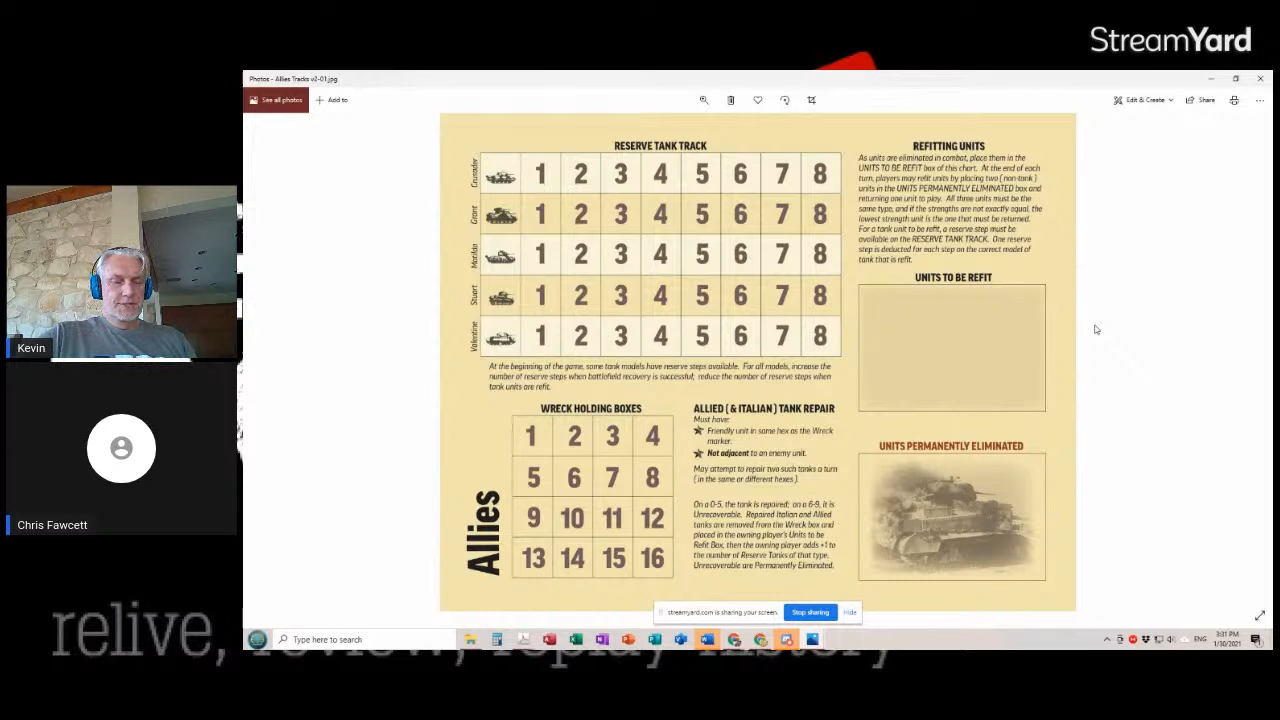 StreamYard
Photos - Allies Tracks v2-01.jpg
See all photos
Add to
Edit & Create
Share
RESERVE TANK TRACK
Crusader
1 2 3 4 5 6 7 8
Grant
1 2 3 4 5 6 7 8
Matilda
1 2 3 4 5 6 7 8
Stuart
1 2 3 4 5 6 7 8
Valentine
1 2 3 4 5 6 7 8
At the beginning of the game, some tank models have reserve steps available. For all models, increase the
number of reserve steps when battlefield recovery is successful; reduce the number of reserve steps when
tank units are refit.
REFITTING UNITS
As units are eliminated in combat, place them in the
UNITS TO BE REFIT box of this chart. At the end of each
turn, players may refit units by placing two (non-tank)
units in the UNITS PERMANENTLY ELIMINATED box and
returning one unit to play. All three units must be the
same type, and if the strengths are not exactly equal, the
lowest strength unit is the one that must be returned.
For a tank unit to be refit, a reserve step must be
available on the RESERVE TANK TRACK. One reserve
step is deducted for each step on the correct model of
tank that is refit.
UNITS TO BE REFIT
Allies
WRECK HOLDING BOXES
1 2 3 4
5 6 7 8
9 10 11 12
13 14 15 16
ALLIED (& ITALIAN) TANK REPAIR
Must have:
Friendly unit in same hex as the Wreck
marker.
Not adjacent to an enemy unit.
May attempt to repair two such tanks a turn
(in the same or different hexes).
On a 0-5, the tank is repaired; on a 6-9, it is
Unrecoverable. Repaired Italian and Allied
tanks are removed from the Wreck box and
placed in the owning player's Units to be
Refit Box, then the owning player adds +1 to
the number of Reserve Tanks of that type.
Unrecoverable are Permanently Eliminated.
UNITS PERMANENTLY ELIMINATED
Kevin
Chris Fawcett
streamyard.com is sharing your screen.
Stop sharing
Hide
Type here to search
3:31 PM
1/30/2021
relive, review, replay history